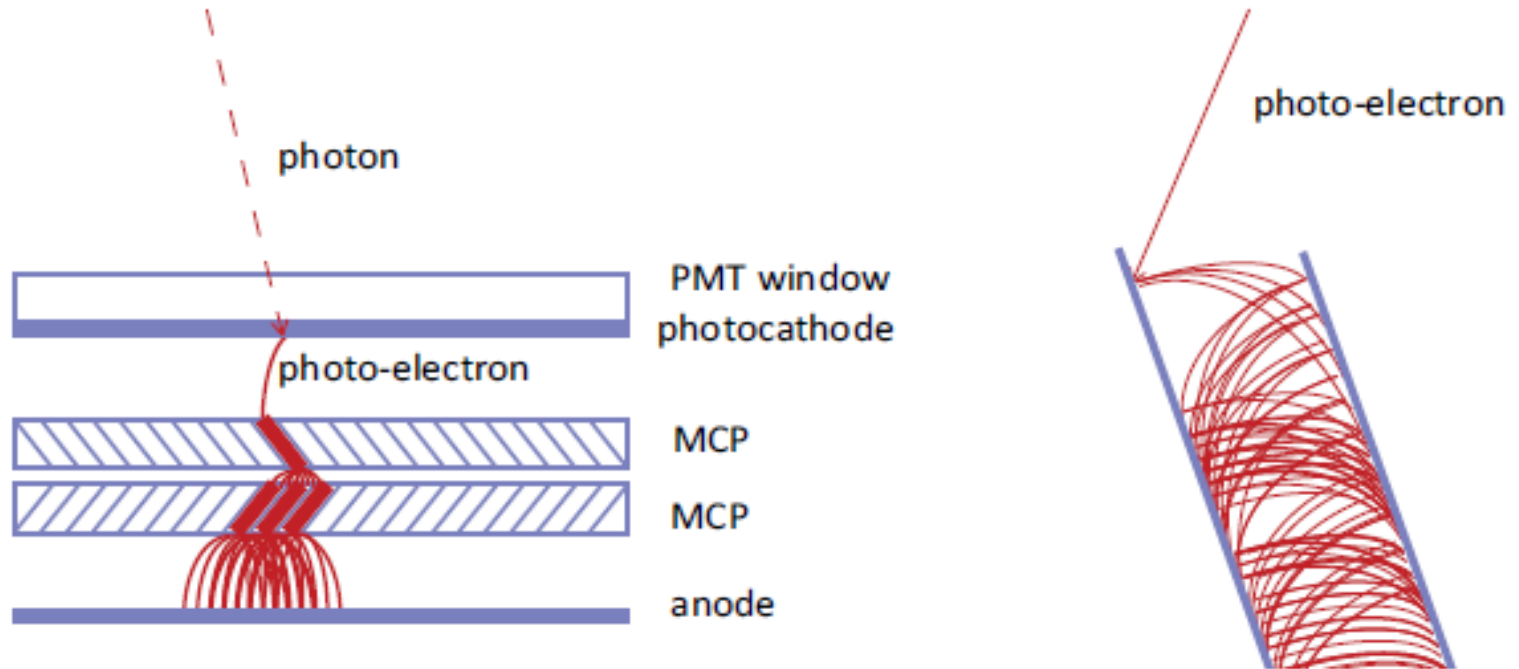 photon
PMT window
photocathode
photo-electron
MCP
MCP
anode
photo-electron